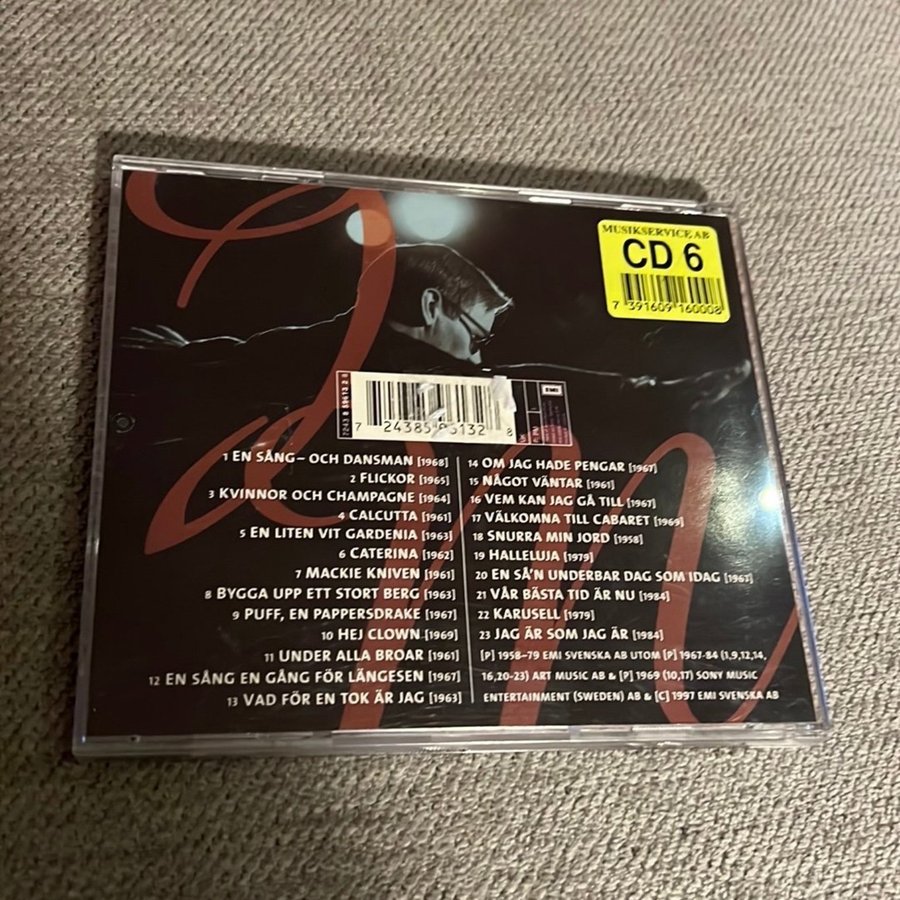 MUSIKSERVICE AB
CD 6
7 391609 160008
EMI
1 EN SÅNG– OCH DANSMAN [1968]
2 FLICKOR [1965]
3 KVINNOR OCH CHAMPAGNE [1964]
4 CALCUTTA [1961]
5 EN LITEN VIT GARDENIA [1963]
6 CATERINA [1962]
7 MACKIE KNIVEN [1961]
8 BYGGA UPP ETT STORT BERG [1963]
9 PUFF, EN PAPPERSDRAKE [1967]
10 HEJ CLOWN [1969]
11 UNDER ALLA BROAR [1961]
12 EN SÅNG EN GÅNG FÖR LÄNGESEN [1967]
13 VAD FÖR EN TOK ÄR JAG [1963]
14 OM JAG HADE PENGAR [1967]
15 NÅGOT VÄNTAR [1961]
16 VEM KAN JAG GÅ TILL [1967]
17 VÄLKOMNA TILL CABARET [1969]
18 SNURRA MIN JORD [1958]
19 HALLELUJA [1979]
20 EN SÅ'N UNDERBAR DAG SOM IDAG [1967]
21 VÅR BÄSTA TID ÄR NU [1984]
22 KARUSELL [1979]
23 JAG ÄR SOM JAG ÄR [1984]
[P] 1958–79 EMI SVENSKA AB UTOM [P] 1967-84 (1,9,12,14,
16,20-23) ART MUSIC AB & [P] 1969 (10,17) SONY MUSIC
ENTERTAINMENT (SWEDEN) AB & [C] 1997 EMI SVENSKA AB